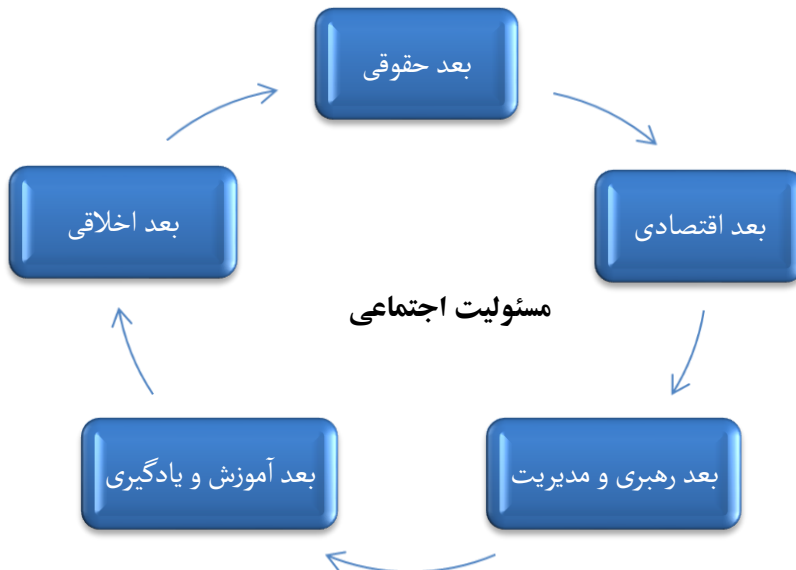 بعد حقوقی
بعد اقتصادی
بعد اخلاقی
مسئولیت اجتماعی
بعد رهبری و مدیریت
بعد آموزش و یادگیری